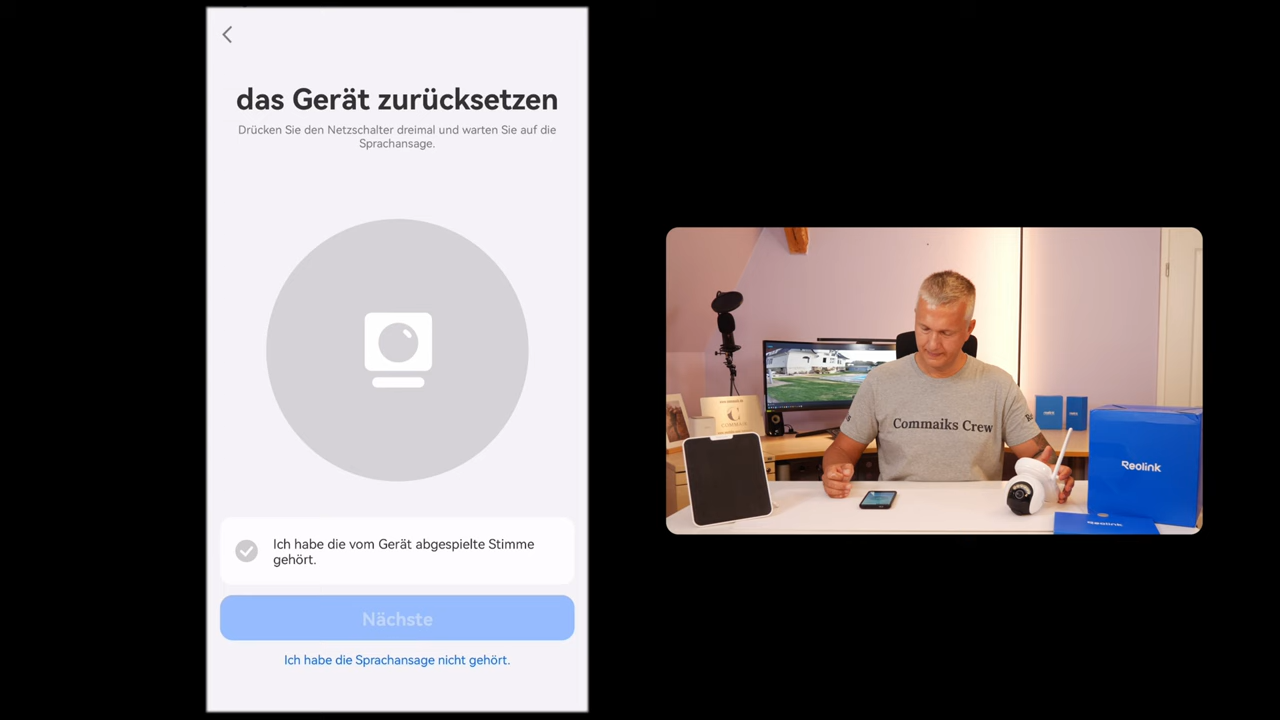 das Gerät zurücksetzen
Drücken Sie den Netzschalter dreimal und warten Sie auf die
Sprachansage.
Ich habe die vom Gerät abgespielte Stimme
gehört.
Nächste
Ich habe die Sprachansage nicht gehört.
Commaiks Crew
Reolink
Reolink